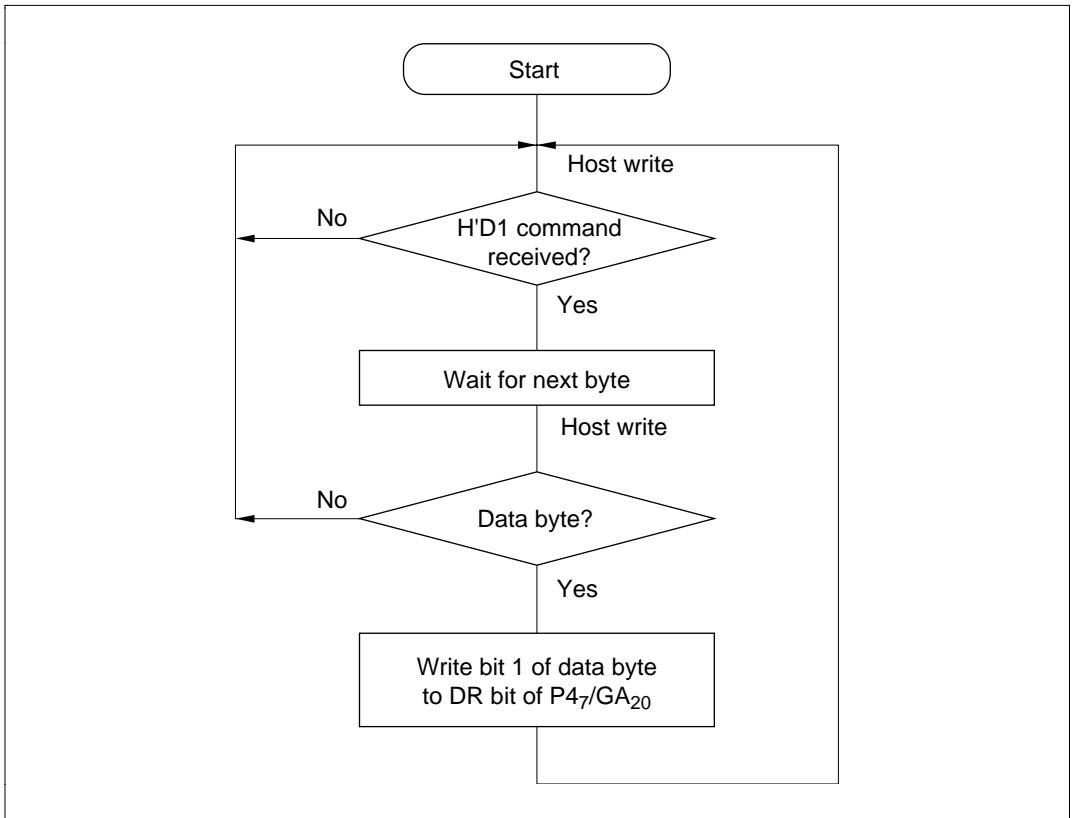 Start
Host write
No
H'D1 command
received?
Yes
Wait for next byte
Host write
No
Data byte?
Yes
Write bit 1 of data byte
to DR bit of P4₇/GA₂₀